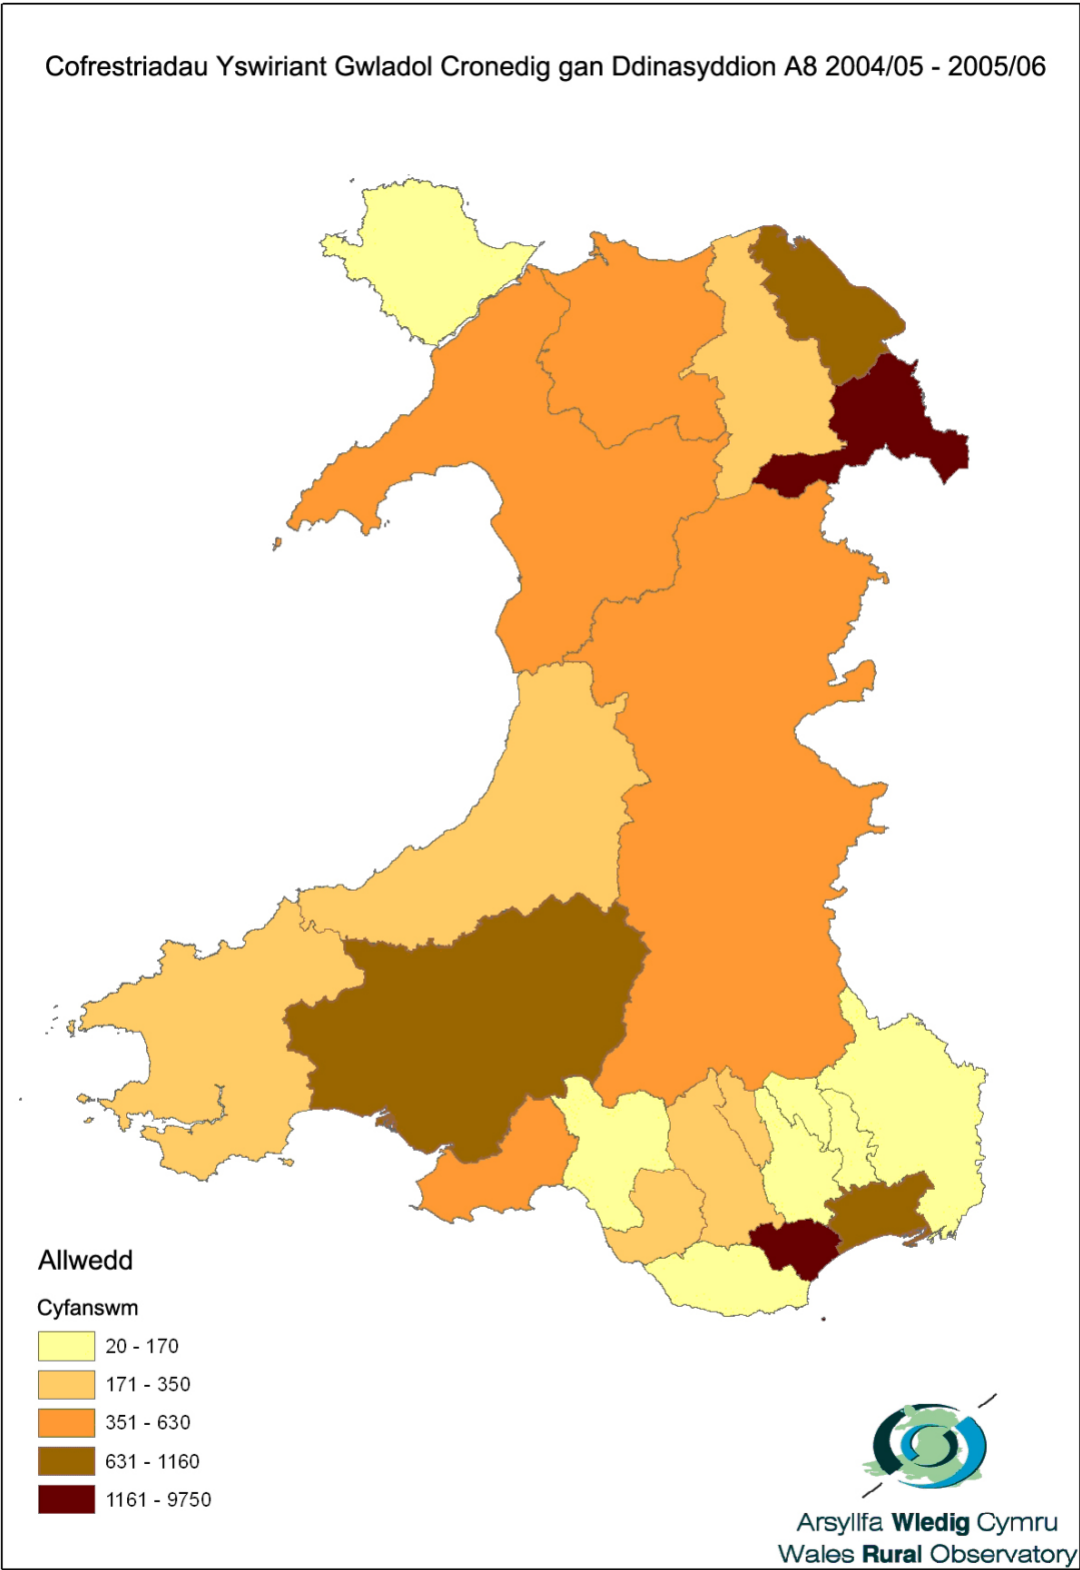 Cofrestriadau Yswiriant Gwladol Cronedig gan Ddinasyddion A8 2004/05 - 2005/06
Allwedd
Cyfanswm
20 - 170
171 - 350
351 - 630
631 - 1160
1161 - 9750
Arsyllfa Wledig Cymru
Wales Rural Observatory